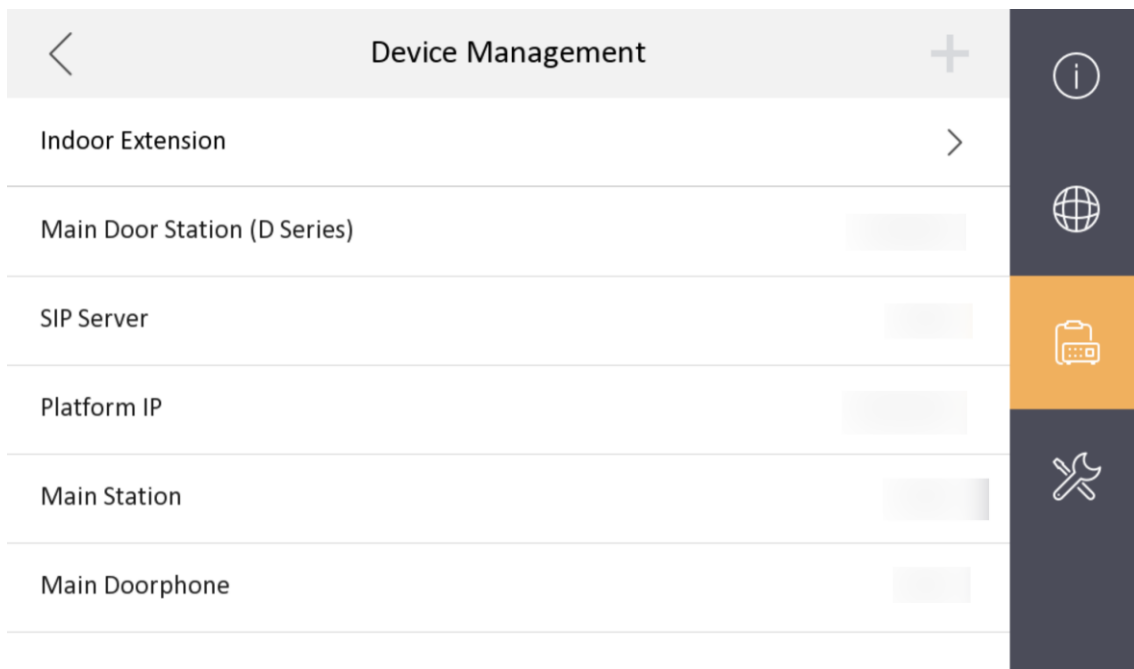 Device Management
Indoor Extension
Main Door Station (D Series)
SIP Server
Platform IP
Main Station
Main Doorphone